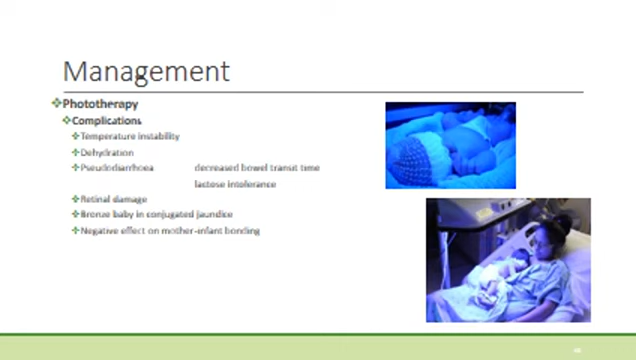 Management
Phototherapy
Complications
Temperature instability
Dehydration
Pseudodiarrhoea decreased bowel transit time
lactose intolerance
Retinal damage
Bronze baby in conjugated jaundice
Negative effect on mother-infant bonding